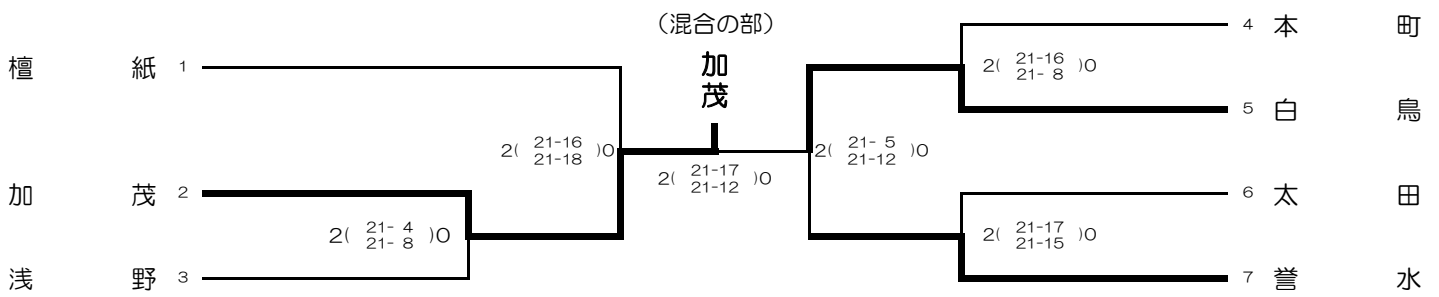 (混合の部)
加茂
檀紙 1
2( 21-16 21-18 )0
加茂 2
2( 21- 4 21- 8 )0
浅野 3
2( 21-17 21-12 )0
4 本町
2( 21-16 21- 8 )0
5 白鳥
2( 21- 5 21-12 )0
6 太田
2( 21-17 21-15 )0
7 誉水